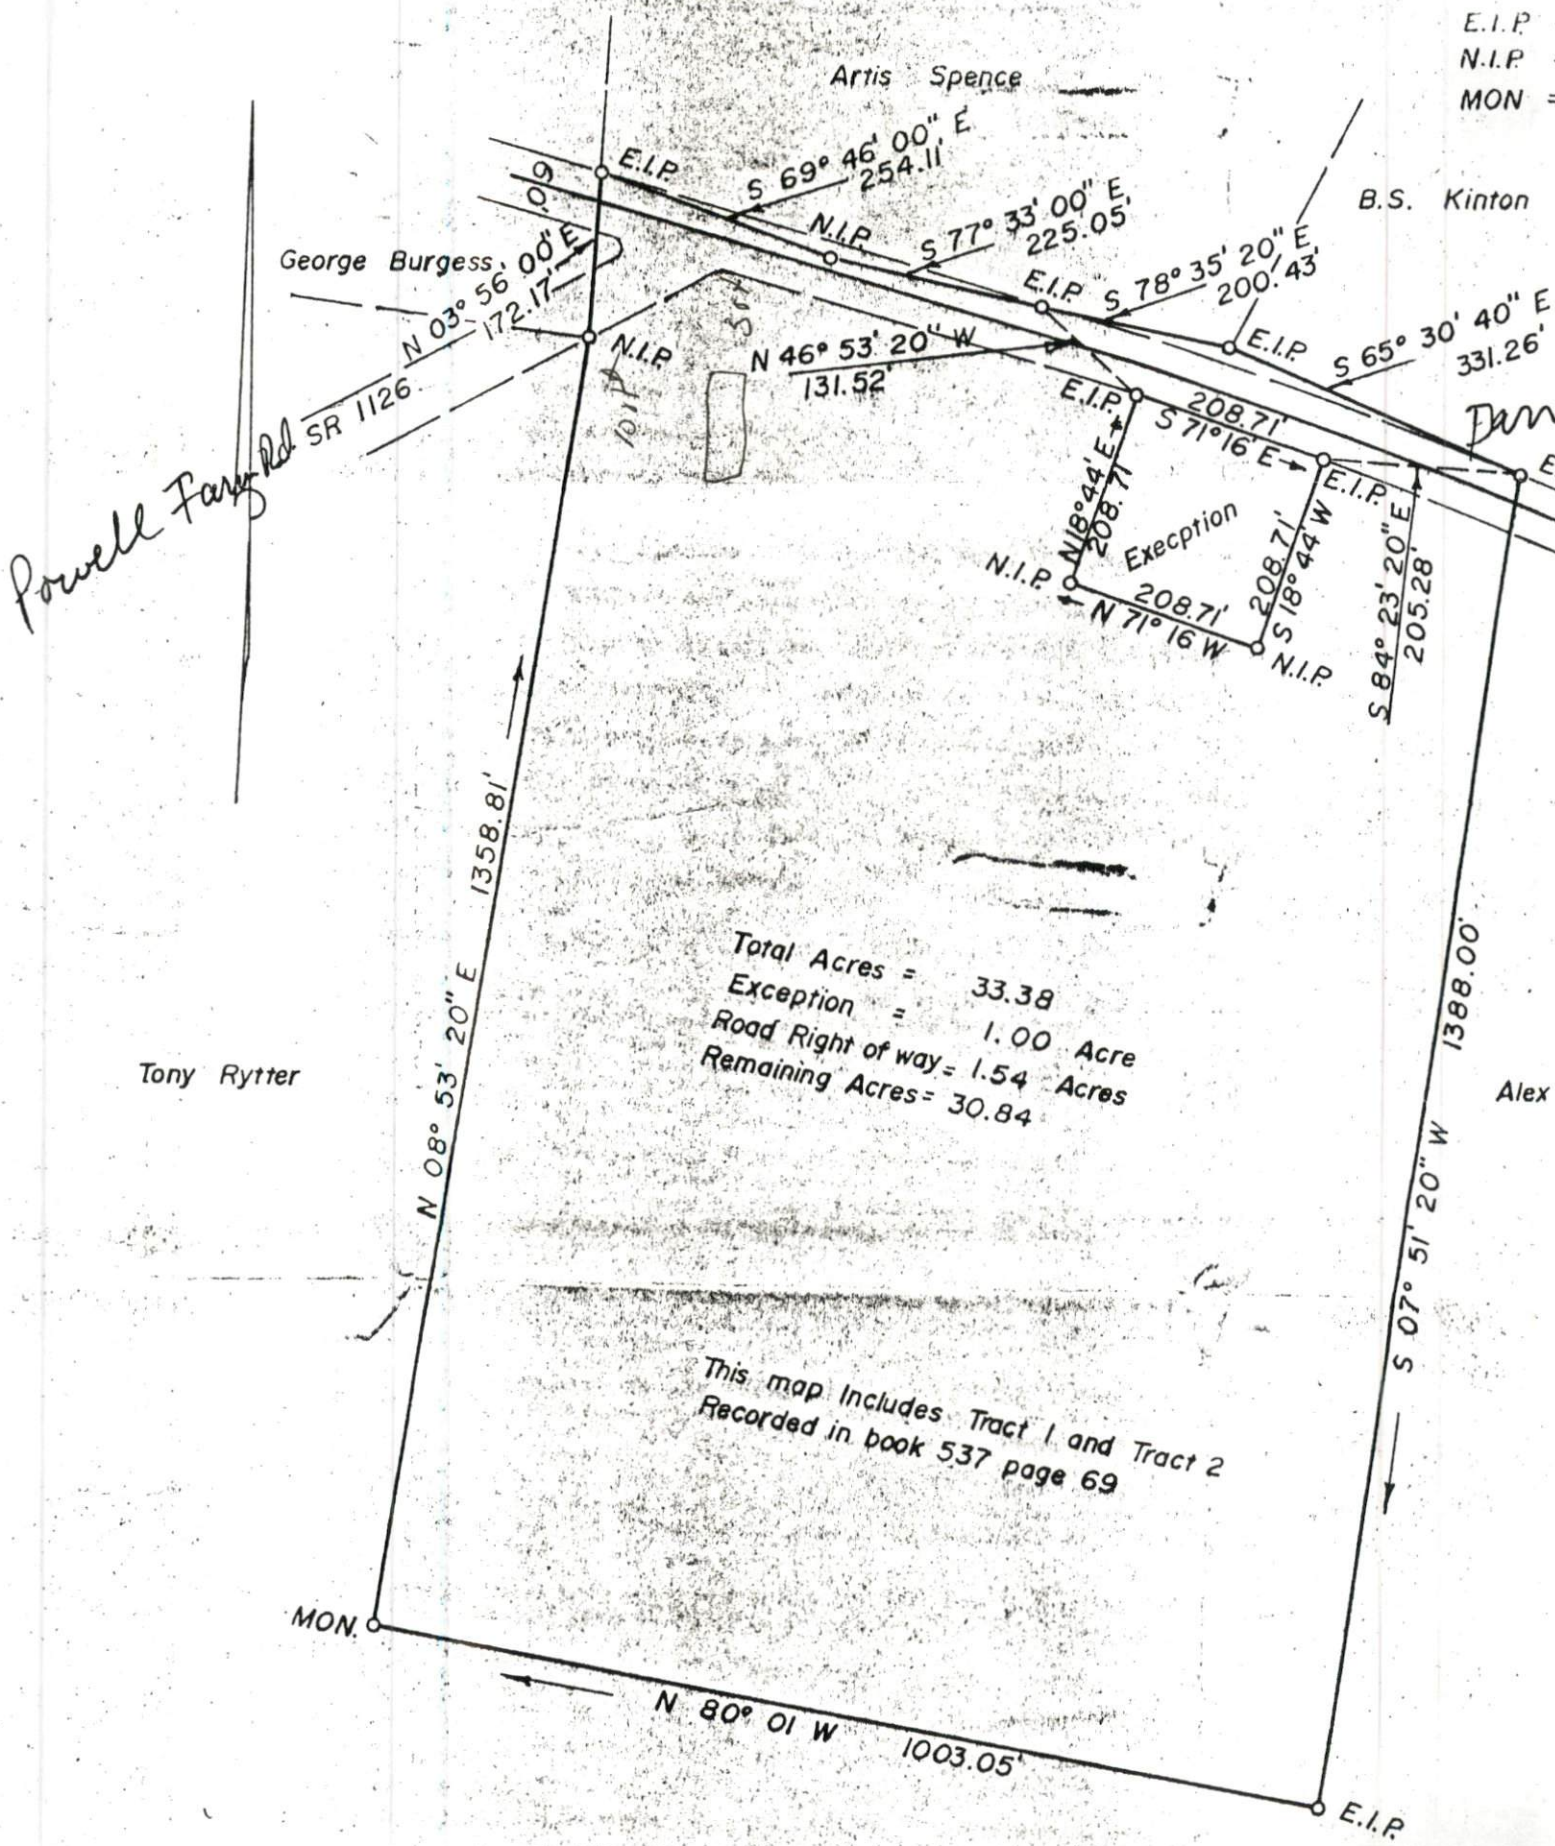 E.I.P.
N.I.P.
MON =
Artis Spence
E.I.P.
S 69° 46' 00" E
254.11'
60'
B.S. Kinton
N.I.P.
S 77° 33' 00" E
225.05'
George Burgess
N 03° 56' 00" E
172.17'
E.I.P.
S 78° 35' 20" E
200.43'
E.I.P.
S 65° 30' 40" E
331.26'
N.I.P.
N 46° 53' 20" W
131.52'
E.I.P.
208.71'
S 71° 16' E
Powell Farm Rd.
SR 1126
E.I.P.
E
N 18° 44' E
208.71
Execption
208.71'
S 18° 44' W
S 84° 23' 20" E
205.28'
N.I.P.
208.71'
N 71° 16 W
N.I.P.
N 08° 53' 20" E 1358.81'
Total Acres = 33.38
Exception = 1.00 Acre
Road Right of way = 1.54 Acres
Remaining Acres = 30.84
S 07° 51' 20" W 1388.00'
Tony Rytter
Alex
This map Includes Tract 1 and Tract 2
Recorded in book 537 page 69
MON.
N 80° 01 W 1003.05'
E.I.P.